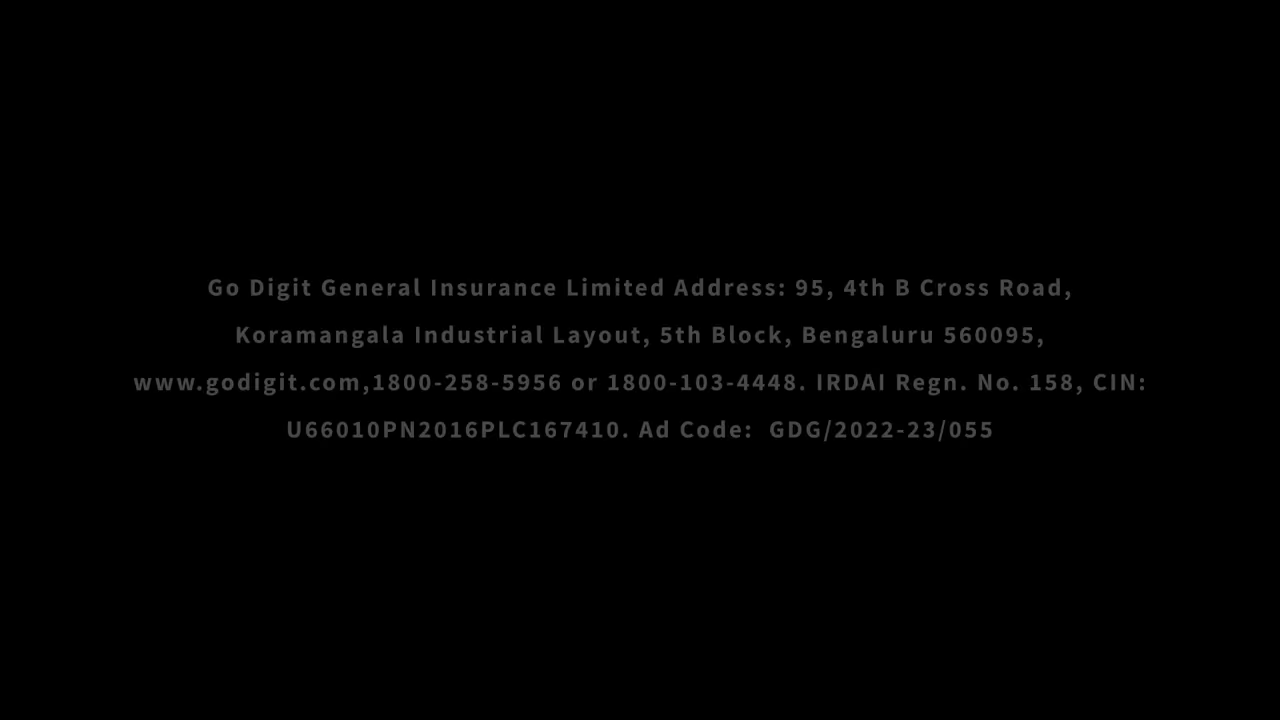 Go Digit General Insurance Limited Address: 95, 4th B Cross Road,
Koramangala Industrial Layout, 5th Block, Bengaluru 560095,
www.godigit.com,1800-258-5956 or 1800-103-4448. IRDAI Regn. No. 158, CIN:
U66010PN2016PLC167410. Ad Code:  GDG/2022-23/055